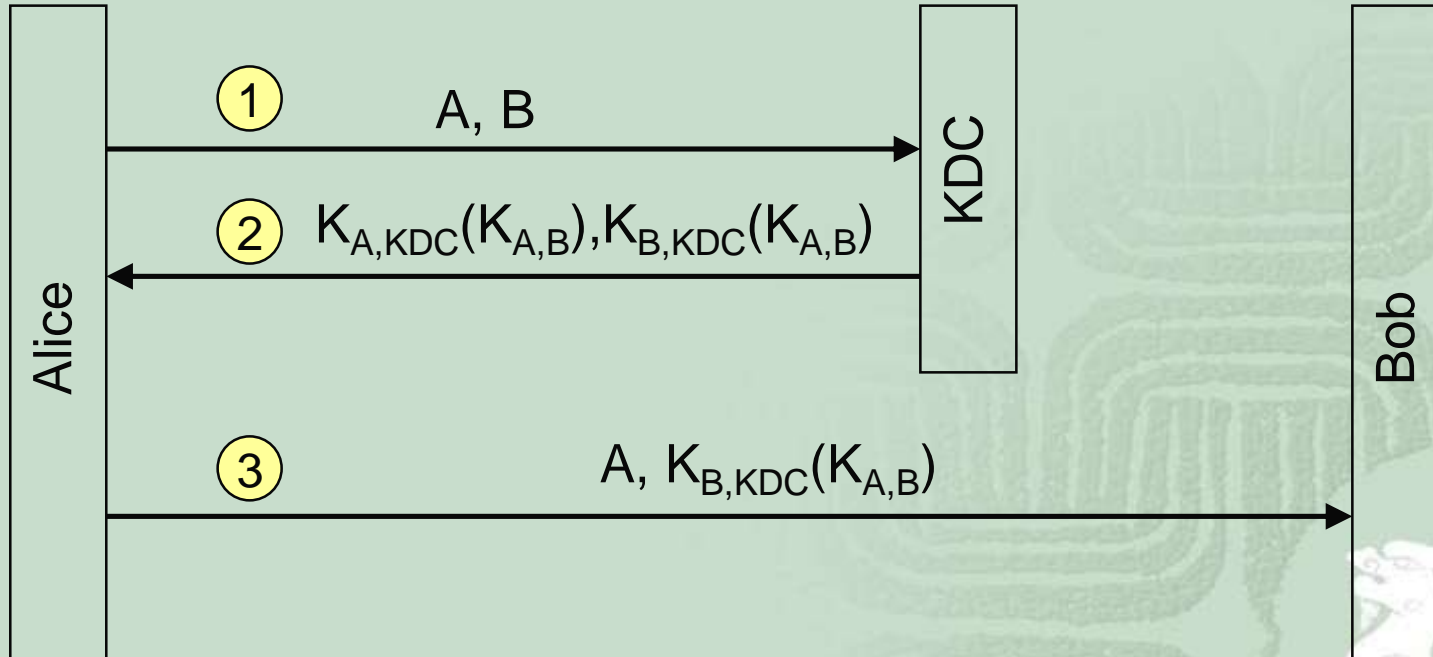 1
A, B
KDC
2
K_A,KDC(K_A,B),K_B,KDC(K_A,B)
Alice
Bob
3
A, K_B,KDC(K_A,B)